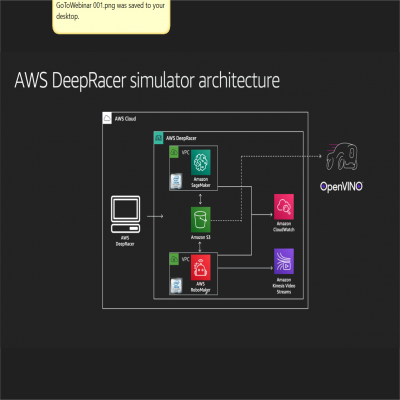 GoToWebinar 001.png was saved to your
desktop.
AWS DeepRacer simulator architecture
AWS Cloud
AWS DeepRacer
VPC
Amazon
SageMaker
OpenVINO
AWS
DeepRacer
Amazon S3
Amazon
CloudWatch
VPC
AWS
RoboMaker
Amazon
Kinesis Video
Streams